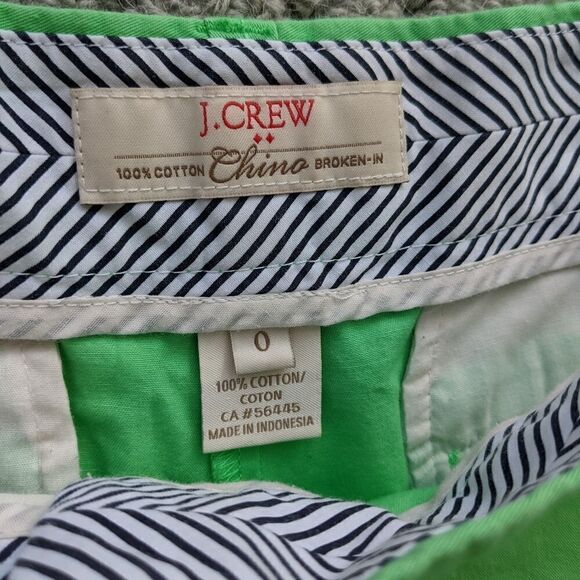 J.CREW
100% COTTON Chino BROKEN-IN
0
100% COTTON/
COTON
CA #56445
MADE IN INDONESIA